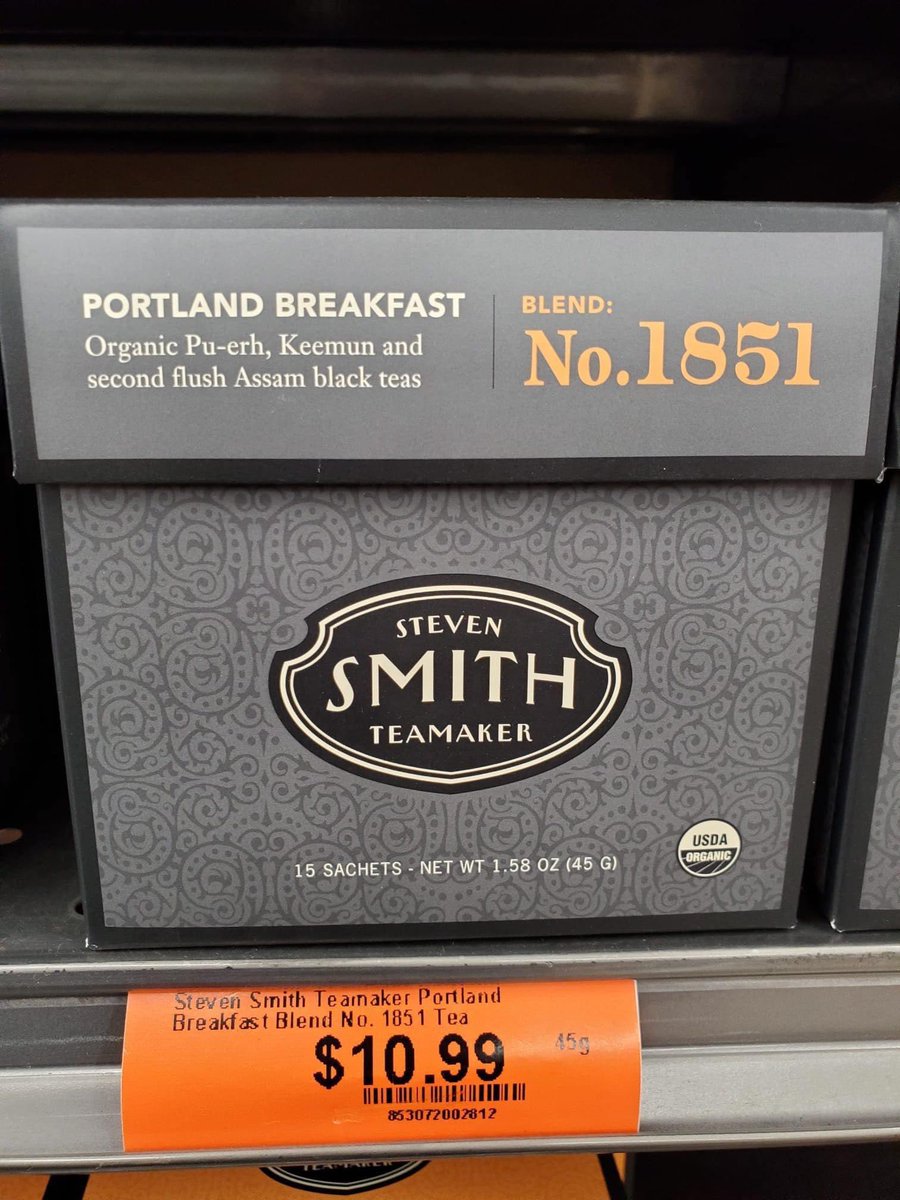 PORTLAND BREAKFAST
Organic Pu-erh, Keemun and
second flush Assam black teas
BLEND:
No.1851
STEVEN
SMITH
TEAMAKER
15 SACHETS - NET WT 1.58 OZ (45 G)
USDA
ORGANIC
Steven Smith Teamaker Portland
Breakfast Blend No. 1851 Tea
$10.99
45g
853072002812
TEAMAKER